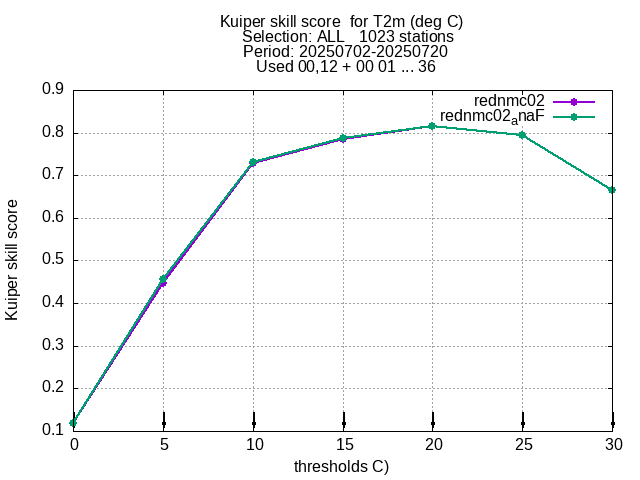 Kuiper skill score  for T2m (deg C)
Selection: ALL   1023 stations
Period: 20250702-20250720
Used 00,12 + 00 01 ... 36
rednmc02
rednmc02anaF
0.9
0.8
0.7
0.6
0.5
0.4
0.3
0.2
0.1
Kuiper skill score
0 5 10 15 20 25 30
thresholds C)